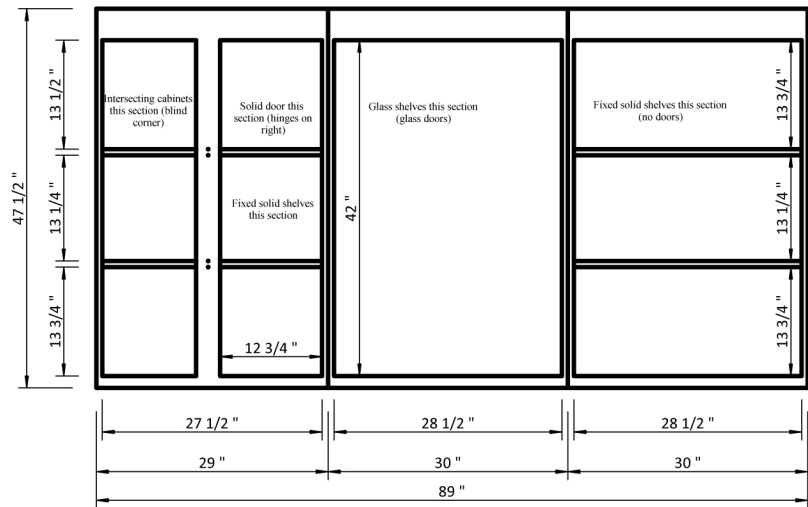 Intersecting cabinets
this section (blind
corner)
Solid door this
section (hinges on
right)
Glass shelves this section
(glass doors)
Fixed solid shelves this section
(no doors)
Fixed solid shelves
this section
47 1/2 "
13 1/2 "
13 1/4 "
13 3/4 "
42 "
13 3/4 "
13 1/4 "
13 3/4 "
12 3/4 "
27 1/2 "
28 1/2 "
28 1/2 "
29 "
30 "
30 "
89 "